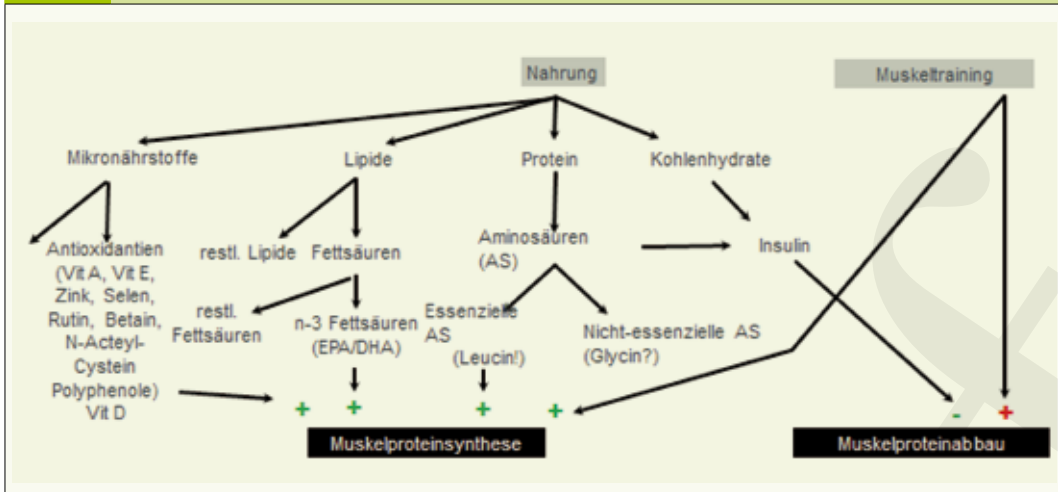 Nahrung
Muskeltraining
Mikronährstoffe
Lipide
Protein
Kohlenhydrate
Antioxidantien
(Vit A, Vit E,
Zink, Selen,
Rutin, Betain,
N-Acteyl-
Cystein
Polyphenole)
Vit D
restl. Lipide
Fettsäuren
Aminosäuren
(AS)
Insulin
restl.
Fettsäuren
n-3 Fettsäuren
(EPA/DHA)
Essenzielle
AS
(Leucin!)
Nicht-essenzielle AS
(Glycin?)
+
+
+
+
-
+
Muskelproteinsynthese
Muskelproteinabbau